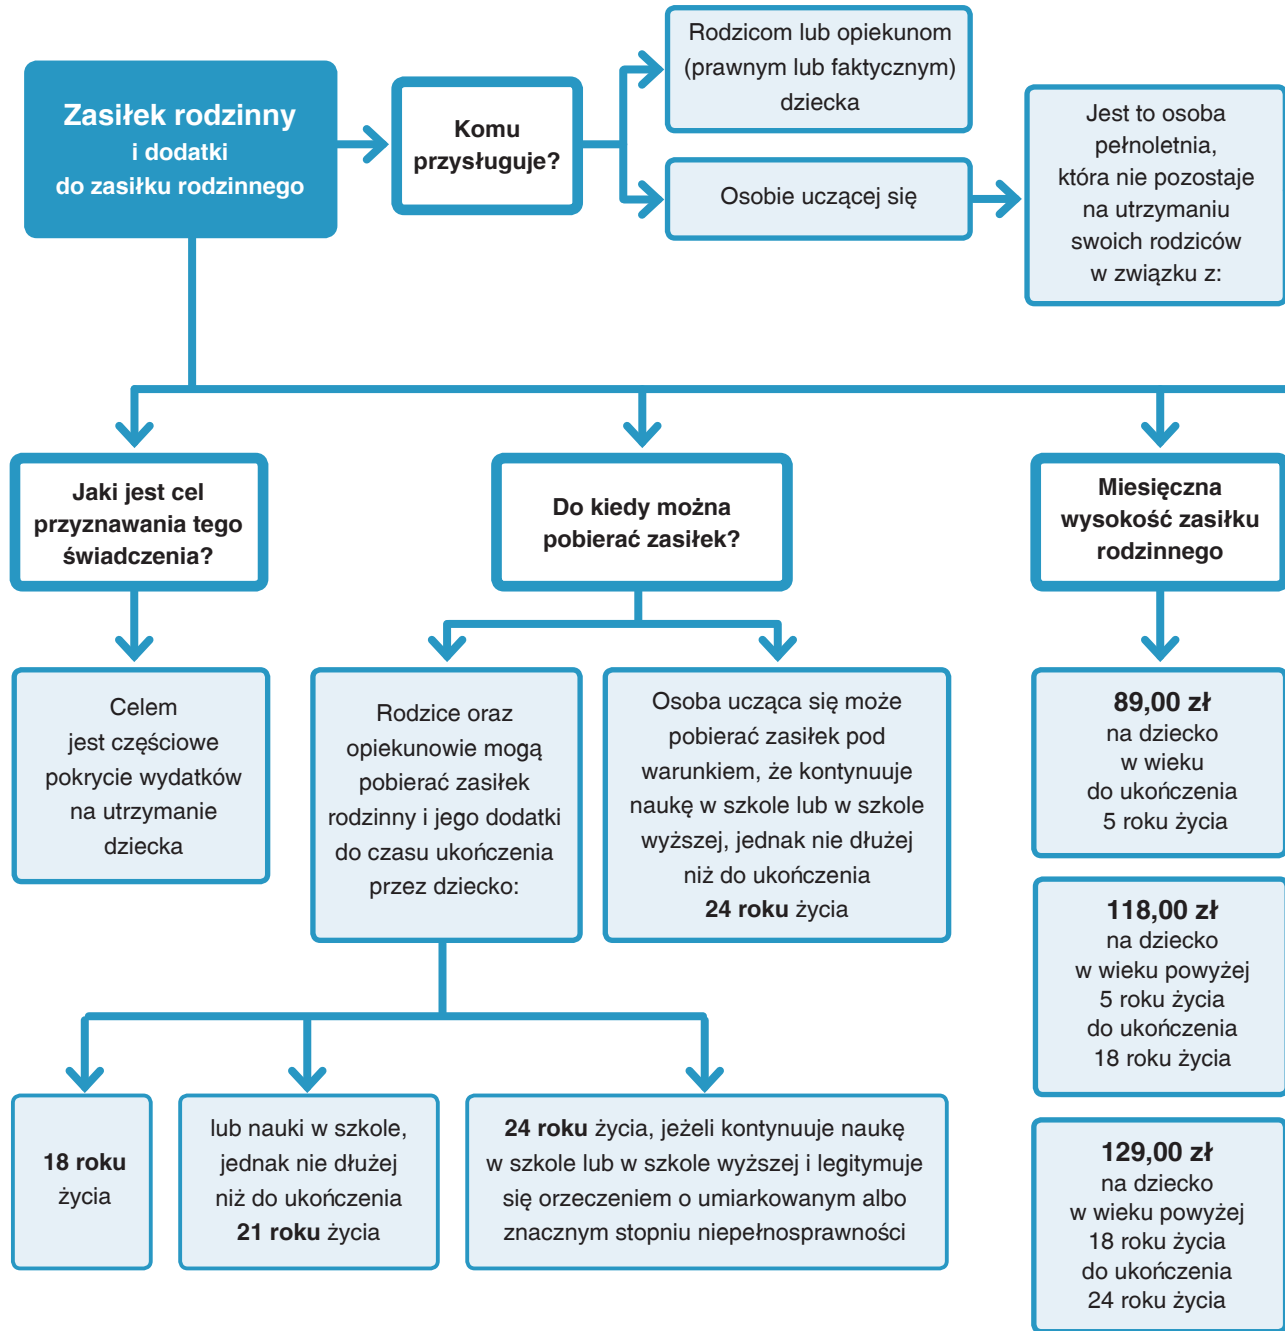 Zasiłek rodzinny
i dodatki
do zasiłku rodzinnego
Komu
przysługuje?
Rodzicom lub opiekunom
(prawnym lub faktycznym)
dziecka
Osobie uczącej się
Jest to osoba
pełnoletnia,
która nie pozostaje
na utrzymaniu
swoich rodziców
w związku z:
Jaki jest cel
przyznawania tego
świadczenia?
Celem
jest częściowe
pokrycie wydatków
na utrzymanie
dziecka
Do kiedy można
pobierać zasiłek?
Rodzice oraz
opiekunowie mogą
pobierać zasiłek
rodzinny i jego dodatki
do czasu ukończenia
przez dziecko:
Osoba ucząca się może
pobierać zasiłek pod
warunkiem, że kontynuuje
naukę w szkole lub w szkole
wyższej, jednak nie dłużej
niż do ukończenia
24 roku życia
18 roku
życia
lub nauki w szkole,
jednak nie dłużej
niż do ukończenia
21 roku życia
24 roku życia, jeżeli kontynuuje naukę
w szkole lub w szkole wyższej i legitymuje
się orzeczeniem o umiarkowanym albo
znacznym stopniu niepełnosprawności
Miesięczna
wysokość zasiłku
rodzinnego
89,00 zł
na dziecko
w wieku
do ukończenia
5 roku życia
118,00 zł
na dziecko
w wieku powyżej
5 roku życia
do ukończenia
18 roku życia
129,00 zł
na dziecko
w wieku powyżej
18 roku życia
do ukończenia
24 roku życia